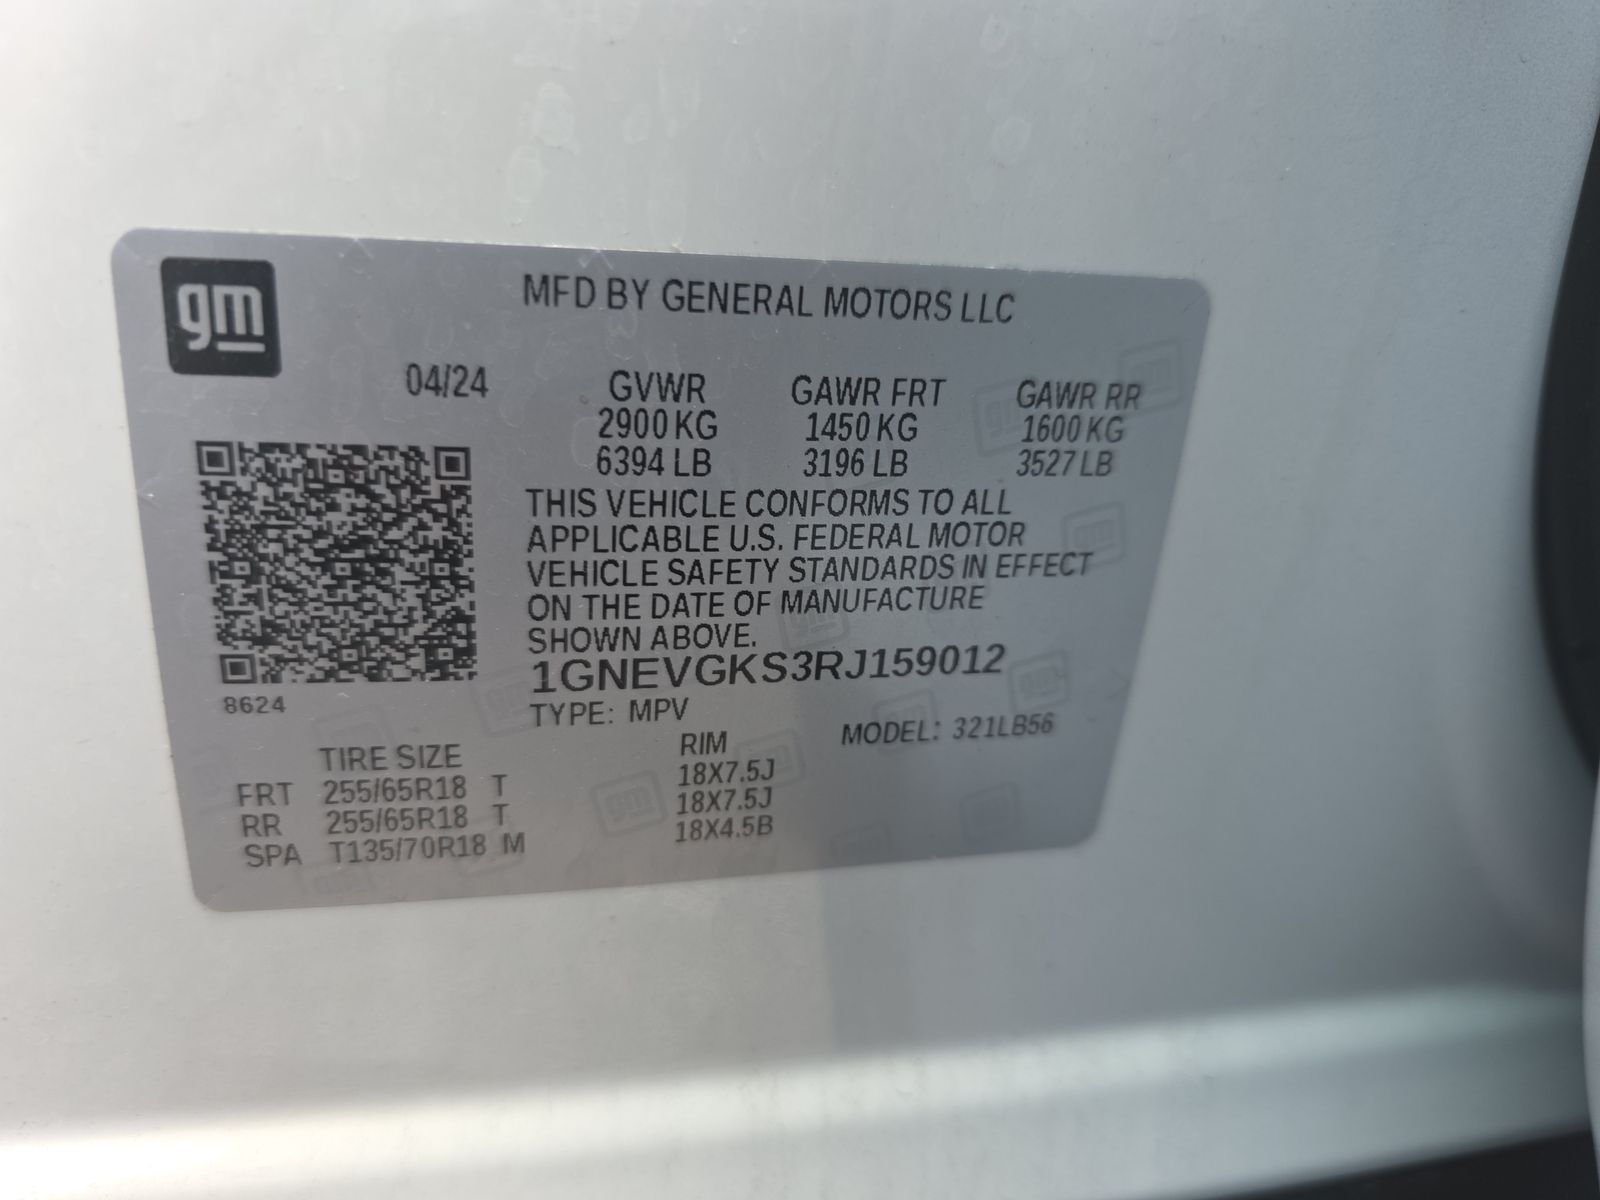 gm
MFD BY GENERAL MOTORS LLC
04/24 GVWR GAWR FRT GAWR RR
2900 KG 1450 KG 1600 KG
6394 LB 3196 LB 3527 LB
THIS VEHICLE CONFORMS TO ALL
APPLICABLE U.S. FEDERAL MOTOR
VEHICLE SAFETY STANDARDS IN EFFECT
ON THE DATE OF MANUFACTURE
SHOWN ABOVE.
1GNEVGKS3RJ159012
8624
TYPE: MPV MODEL: 321LB56
TIRE SIZE RIM
FRT 255/65R18 T 18X7.5J
RR 255/65R18 T 18X7.5J
SPA T135/70R18 M 18X4.5B